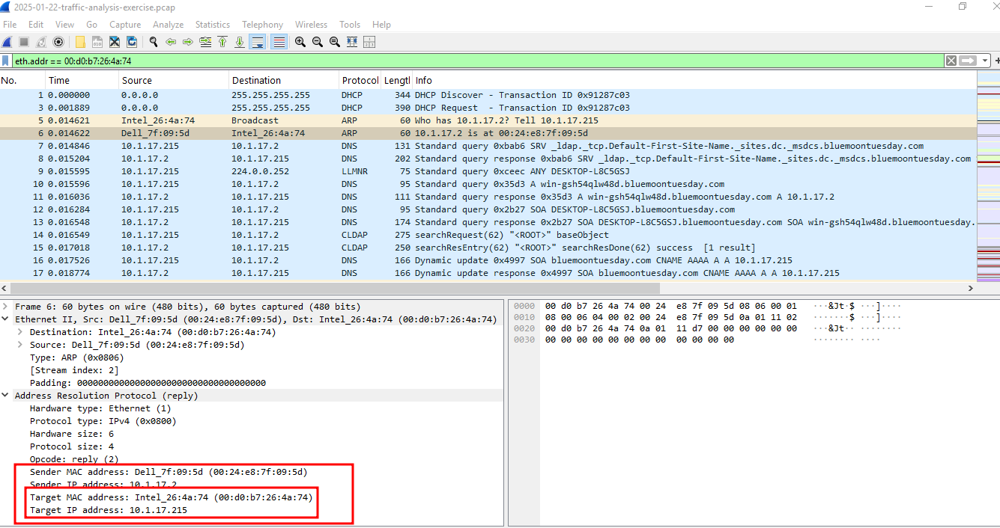 2025-01-22-traffic-analysis-exercise.pcap
File Edit View Go Capture Analyze Statistics Telephony Wireless Tools Help
eth.addr == 00:d0:b7:26:4a:74
No. Time Source Destination Protocol Lengtl Info
1 0.000000 0.0.0.0 255.255.255.255 DHCP 344 DHCP Discover - Transaction ID 0x91287c03
3 0.001889 0.0.0.0 255.255.255.255 DHCP 390 DHCP Request - Transaction ID 0x91287c03
5 0.014621 Intel_26:4a:74 Broadcast ARP 60 Who has 10.1.17.2? Tell 10.1.17.215
6 0.014622 Dell_7f:09:5d Intel_26:4a:74 ARP 60 10.1.17.2 is at 00:24:e8:7f:09:5d
7 0.014846 10.1.17.215 10.1.17.2 DNS 131 Standard query 0xbab6 SRV _ldap._tcp.Default-First-Site-Name._sites.dc._msdcs.bluemoontuesday.com
8 0.015204 10.1.17.2 10.1.17.215 DNS 202 Standard query response 0xbab6 SRV _ldap._tcp.Default-First-Site-Name._sites.dc._msdcs.bluemoontuesday.com
9 0.015595 10.1.17.215 224.0.0.252 LLMNR 75 Standard query 0xceec ANY DESKTOP-L8C5GSJ
10 0.015596 10.1.17.215 10.1.17.2 DNS 95 Standard query 0x35d3 A win-gsh54qlw48d.bluemoontuesday.com
11 0.016036 10.1.17.2 10.1.17.215 DNS 111 Standard query response 0x35d3 A win-gsh54qlw48d.bluemoontuesday.com A 10.1.17.2
12 0.016284 10.1.17.215 10.1.17.2 DNS 95 Standard query 0x2b27 SOA DESKTOP-L8C5GSJ.bluemoontuesday.com
13 0.016548 10.1.17.2 10.1.17.215 DNS 174 Standard query response 0x2b27 SOA DESKTOP-L8C5GSJ.bluemoontuesday.com SOA win-gsh54qlw48d.bluemoontuesday.
14 0.016549 10.1.17.215 10.1.17.2 CLDAP 275 searchRequest(62) "<ROOT>" baseObject
15 0.017018 10.1.17.2 10.1.17.215 CLDAP 250 searchResEntry(62) "<ROOT>" searchResDone(62) success [1 result]
16 0.017526 10.1.17.215 10.1.17.2 DNS 166 Dynamic update 0x4997 SOA bluemoontuesday.com CNAME AAAA A A 10.1.17.215
17 0.018774 10.1.17.2 10.1.17.215 DNS 166 Dynamic update response 0x4997 SOA bluemoontuesday.com CNAME AAAA A A 10.1.17.215
Frame 6: 60 bytes on wire (480 bits), 60 bytes captured (480 bits)
Ethernet II, Src: Dell_7f:09:5d (00:24:e8:7f:09:5d), Dst: Intel_26:4a:74 (00:d0:b7:26:4a:74)
Destination: Intel_26:4a:74 (00:d0:b7:26:4a:74)
Source: Dell_7f:09:5d (00:24:e8:7f:09:5d)
Type: ARP (0x0806)
[Stream index: 2]
Padding: 000000000000000000000000000000000000
Address Resolution Protocol (reply)
Hardware type: Ethernet (1)
Protocol type: IPv4 (0x0800)
Hardware size: 6
Protocol size: 4
Opcode: reply (2)
Sender MAC address: Dell_7f:09:5d (00:24:e8:7f:09:5d)
Sender IP address: 10.1.17.2
Target MAC address: Intel_26:4a:74 (00:d0:b7:26:4a:74)
Target IP address: 10.1.17.215
0000 00 d0 b7 26 4a 74 00 24 e8 7f 09 5d 08 06 00 01 ···&Jt·$ ···]····
0010 08 00 06 04 00 02 00 24 e8 7f 09 5d 0a 01 11 02 ·······$ ···]····
0020 00 d0 b7 26 4a 74 0a 01 11 d7 00 00 00 00 00 00 ···&Jt·· ········
0030 00 00 00 00 00 00 00 00 00 00 00 00 ········ ····